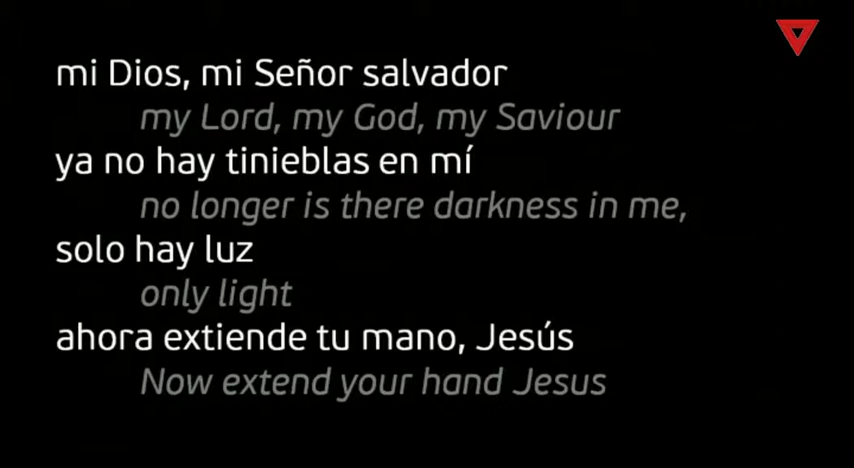 mi Dios, mi Señor salvador
my Lord, my God, my Saviour
ya no hay tinieblas en mí
no longer is there darkness in me,
solo hay luz
only light
ahora extiende tu mano, Jesús
Now extend your hand Jesus